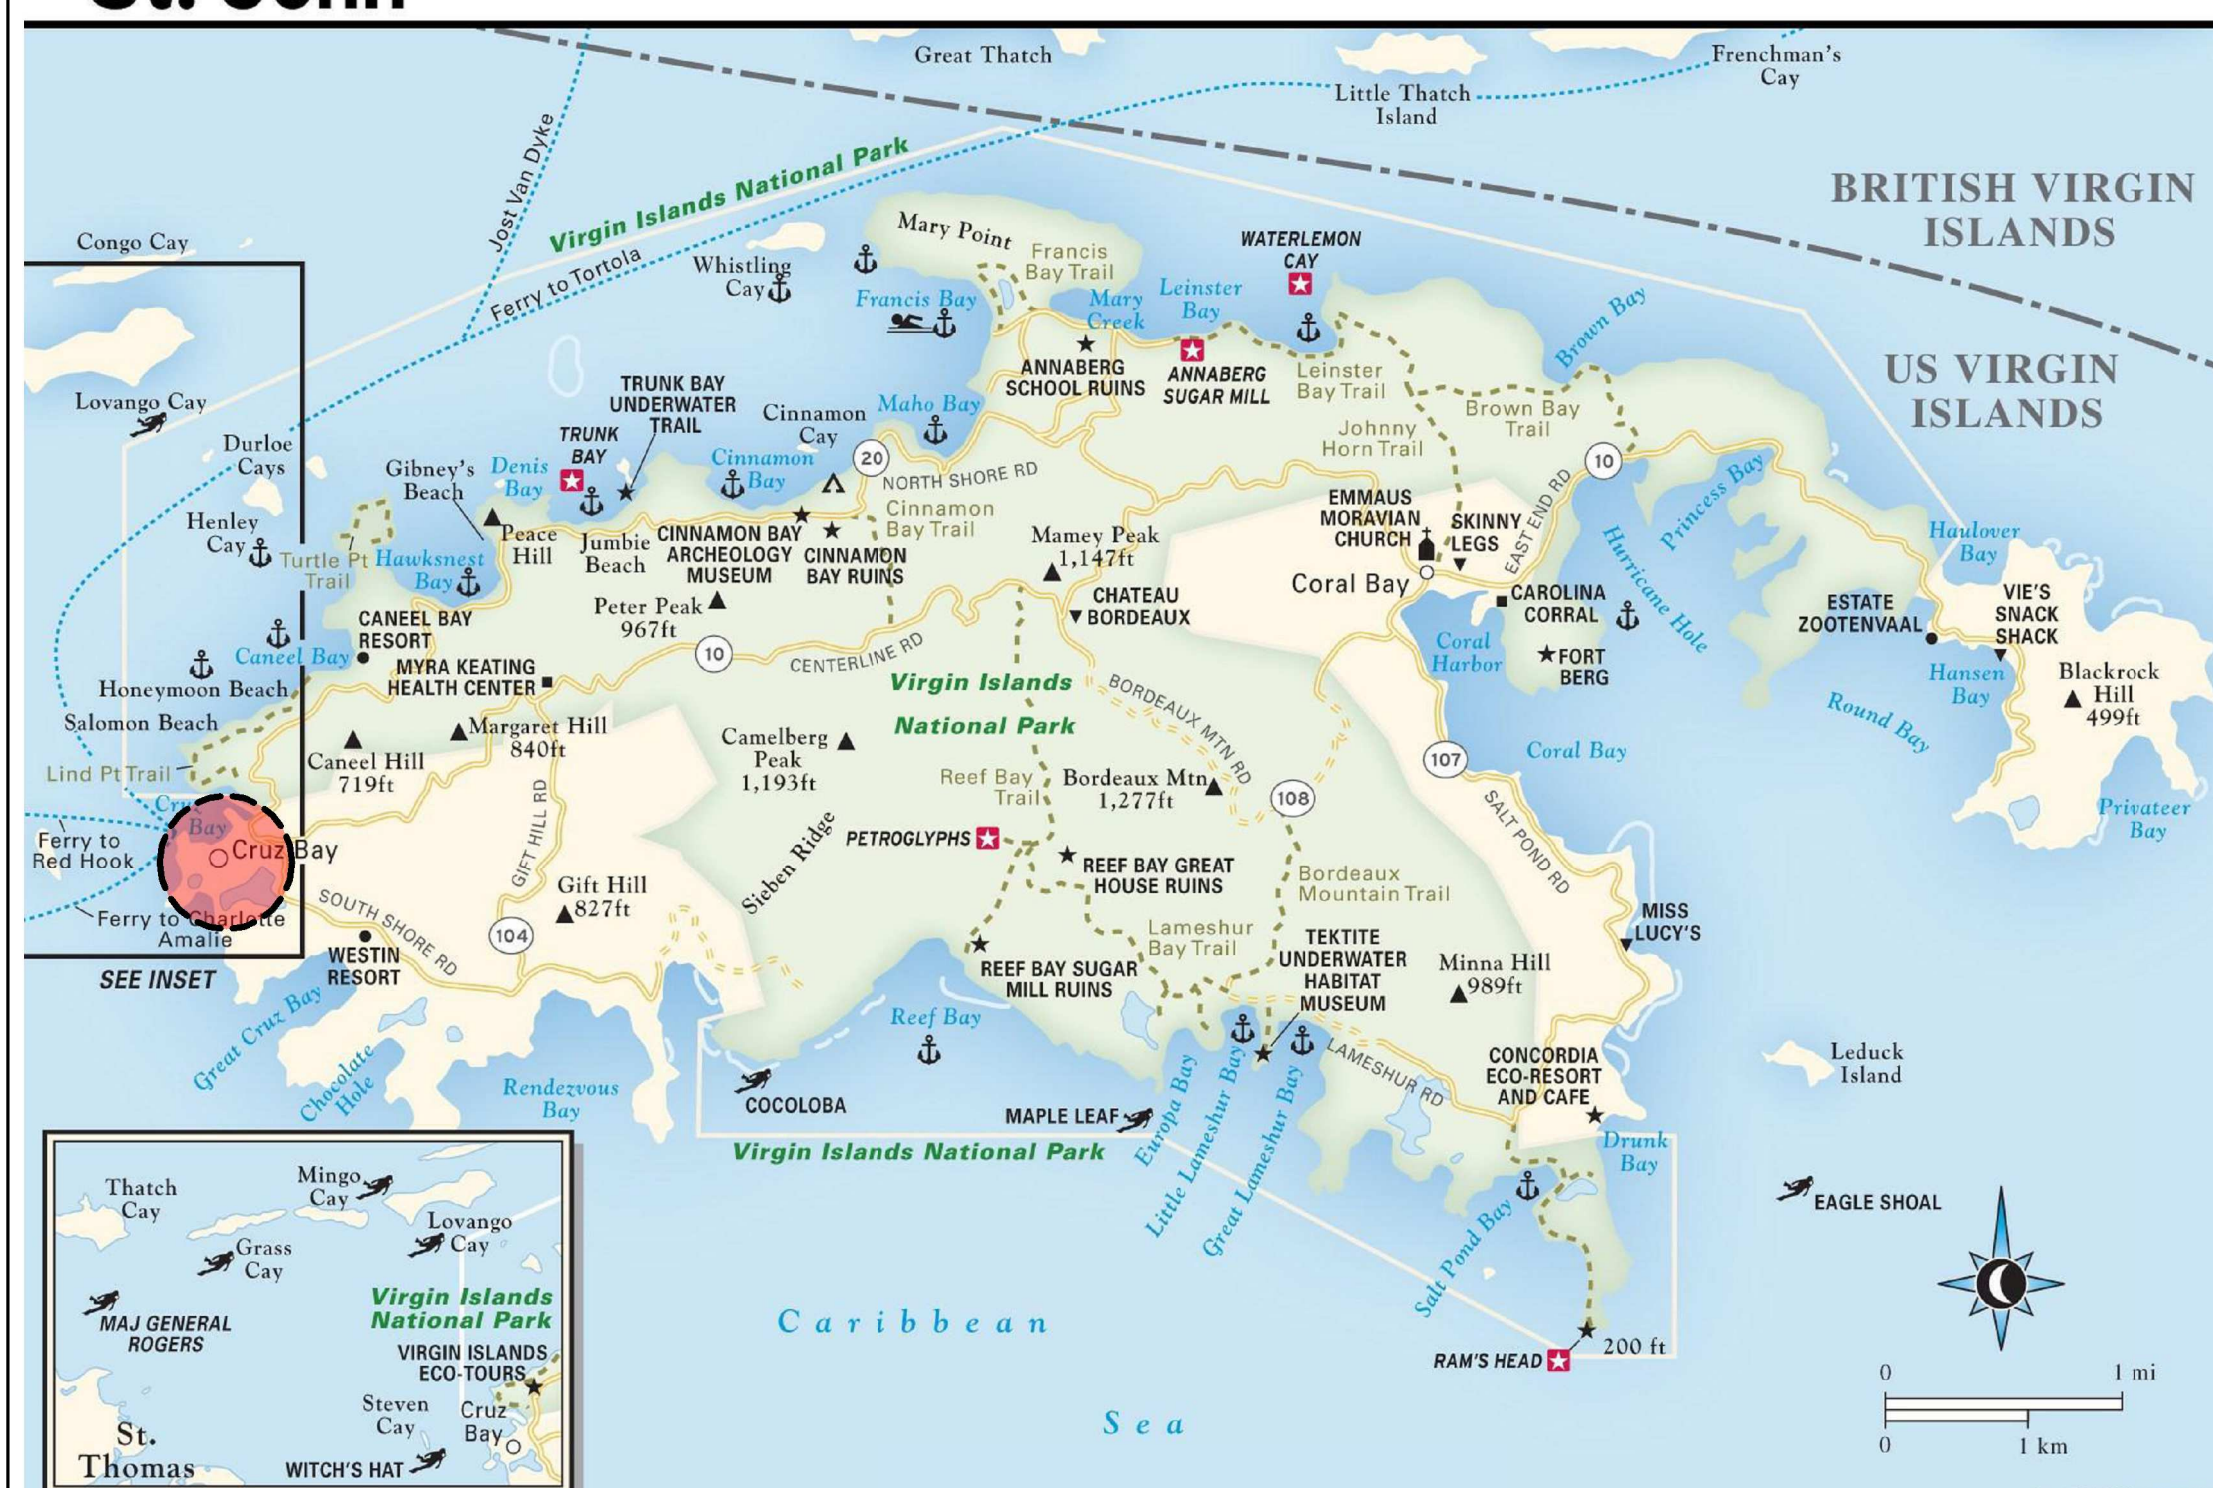 St. John
Great Thatch
Frenchman's
Cay
Little Thatch
Island
Jost Van Dyke
Virgin Islands National Park
BRITISH VIRGIN
ISLANDS
US VIRGIN
ISLANDS
Congo Cay
Ferry to Tortola
Whistling
Cay
Mary Point
Francis
Bay Trail
Francis Bay
Mary
Creek
Leinster
Bay
WATERLEMON
CAY
Brown Bay
ANNABERG
SCHOOL RUINS
ANNABERG
SUGAR MILL
Leinster
Bay Trail
Brown Bay
Trail
Johnny
Horn Trail
Lovango Cay
Durloe
Cays
Henley
Cay
Gibney's
Beach
Denis
Bay
TRUNK
BAY
TRUNK BAY
UNDERWATER
TRAIL
Cinnamon
Cay
Maho Bay
Cinnamon
Bay
20
NORTH SHORE RD
10
Turtle Pt
Trail
Hawksnest
Bay
Peace
Hill
Jumbie
Beach
CINNAMON BAY
ARCHEOLOGY
MUSEUM
CINNAMON
BAY RUINS
Cinnamon
Bay Trail
Mamey Peak
1,147ft
EMMAUS
MORAVIAN
CHURCH
SKINNY
LEGS
EAST END RD
Princess Bay
Hurricane Hole
Haulover
Bay
Coral Bay
CAROLINA
CORRAL
Coral
Harbor
FORT
BERG
ESTATE
ZOOTENVAAL
VIE'S
SNACK
SHACK
Hansen
Bay
Blackrock
Hill
499ft
Round Bay
Privateer
Bay
CANEEL BAY
RESORT
Caneel Bay
Honeymoon Beach
Salomon Beach
Lind Pt Trail
Peter Peak
967ft
10
CENTERLINE RD
CHATEAU
BORDEAUX
MYRA KEATING
HEALTH CENTER
Virgin Islands
National Park
BORDEAUX MTN RD
Caneel Hill
719ft
Margaret Hill
840ft
Camelberg
Peak
1,193ft
Reef Bay
Trail
Bordeaux Mtn
1,277ft
108
107
Coral Bay
SALT POND RD
Cruz
Bay
Cruz Bay
Ferry to
Red Hook
Ferry to Charlotte
Amalie
SEE INSET
GIFT HILL RD
Gift Hill
827ft
104
SOUTH SHORE RD
WESTIN
RESORT
Sieben Ridge
PETROGLYPHS
REEF BAY GREAT
HOUSE RUINS
Bordeaux
Mountain Trail
Lameshur
Bay Trail
REEF BAY SUGAR
MILL RUINS
TEKTITE
UNDERWATER
HABITAT
MUSEUM
Minna Hill
989ft
MISS
LUCY'S
Great Cruz Bay
Chocolate
Hole
Rendezvous
Bay
Reef Bay
COCOLOBA
MAPLE LEAF
Virgin Islands National Park
Europa Bay
Little Lameshur Bay
Great Lameshur Bay
LAMESHUR RD
CONCORDIA
ECO-RESORT
AND CAFE
Drunk
Bay
Salt Pond Bay
Leduck
Island
EAGLE SHOAL
RAM'S HEAD
200 ft
Caribbean
Sea
Thatch
Cay
Mingo
Cay
Grass
Cay
Lovango
Cay
MAJ GENERAL
ROGERS
Virgin Islands
National Park
VIRGIN ISLANDS
ECO-TOURS
Steven
Cay
Cruz
Bay
St.
Thomas
WITCH'S HAT
0 1 mi
0 1 km